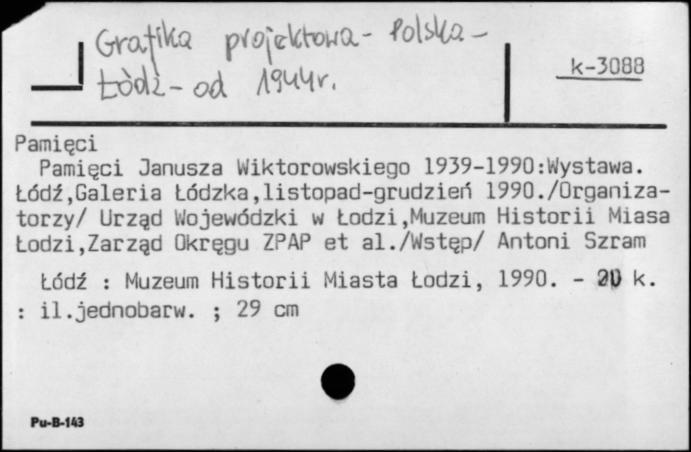 Grafika projektowa - Polska -
Łódź - od 1944r.
k-3088
Pamięci
Pamięci Janusza Wiktorowskiego 1939-1990:Wystawa.
Łódź,Galeria Łódzka,listopad-grudzień 1990./Organiza-
torzy/ Urząd Wojewódzki w Łodzi,Muzeum Historii Miasa
Łodzi,Zarząd Okręgu ZPAP et al./Wstęp/ Antoni Szram
Łódź : Muzeum Historii Miasta Łodzi, 1990. - k.
: il.jednobarw. ; 29 cm
Pu-B-143